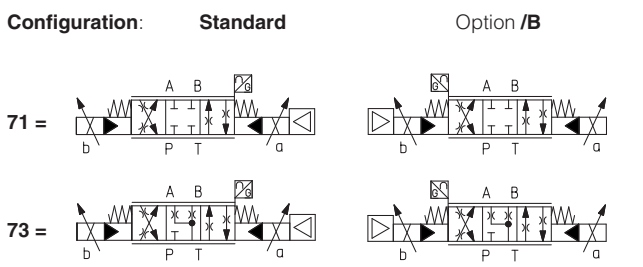 Configuration: Standard Option /B
A B G G A B
71 =
b P T a b P T a
A B G G A B
73 =
b P T a b P T a